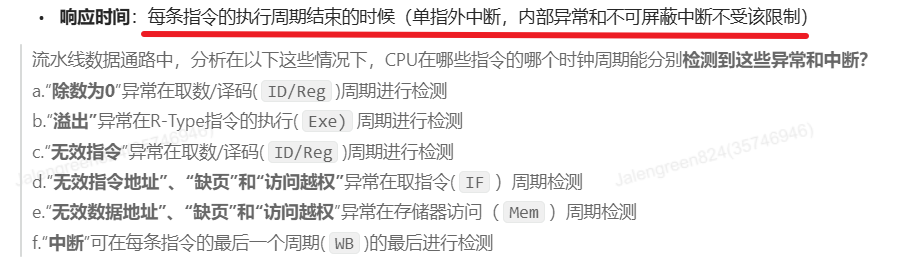 • 响应时间：每条指令的执行周期结束的时候（单指外中断，内部异常和不可屏蔽中断不受该限制）
流水线数据通路中，分析在以下这些情况下，CPU在哪些指令的哪个时钟周期能分别检测到这些异常和中断？
a.“除数为0”异常在取数/译码( ID/Reg )周期进行检测
b.“溢出”异常在R-Type指令的执行( Exe) 周期进行检测
c.“无效指令”异常在取数/译码( ID/Reg )周期进行检测
d.“无效指令地址”、“缺页”和“访问越权”异常在取指令( IF ）周期检测
e.“无效数据地址”、“缺页”和“访问越权”异常在存储器访问（ Mem ）周期检测
f.“中断”可在每条指令的最后一个周期( WB )的最后进行检测
Jalengreen824(35746946)
Jalengreen824(35746946)